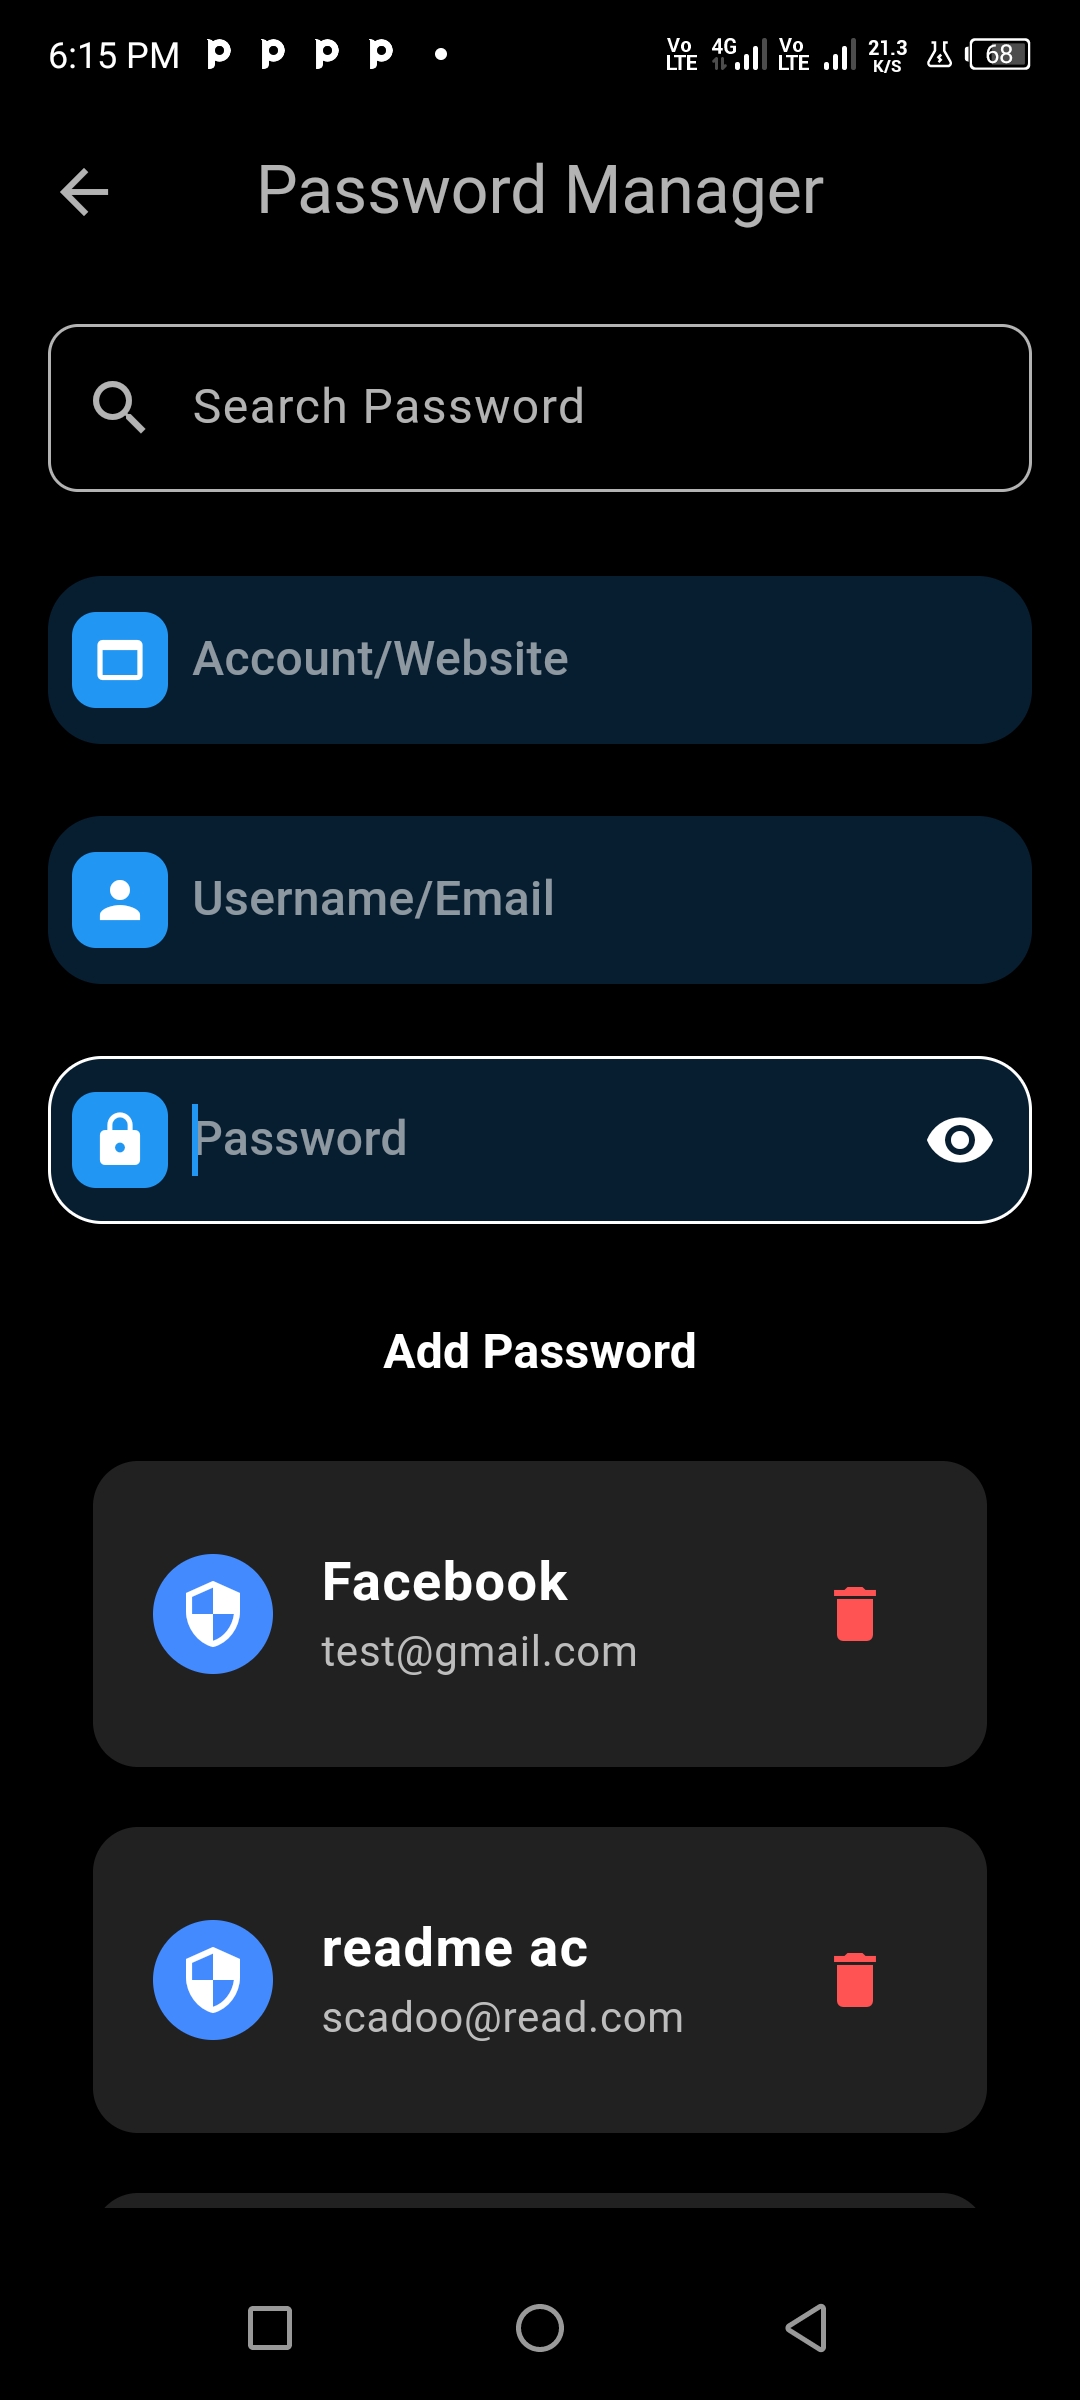 6:15 PM
Vo LTE 4G Vo LTE 21.3 K/S 68
Password Manager
Search Password
Account/Website
Username/Email
Password
Add Password
Facebook
test@gmail.com
readme ac
scadoo@read.com